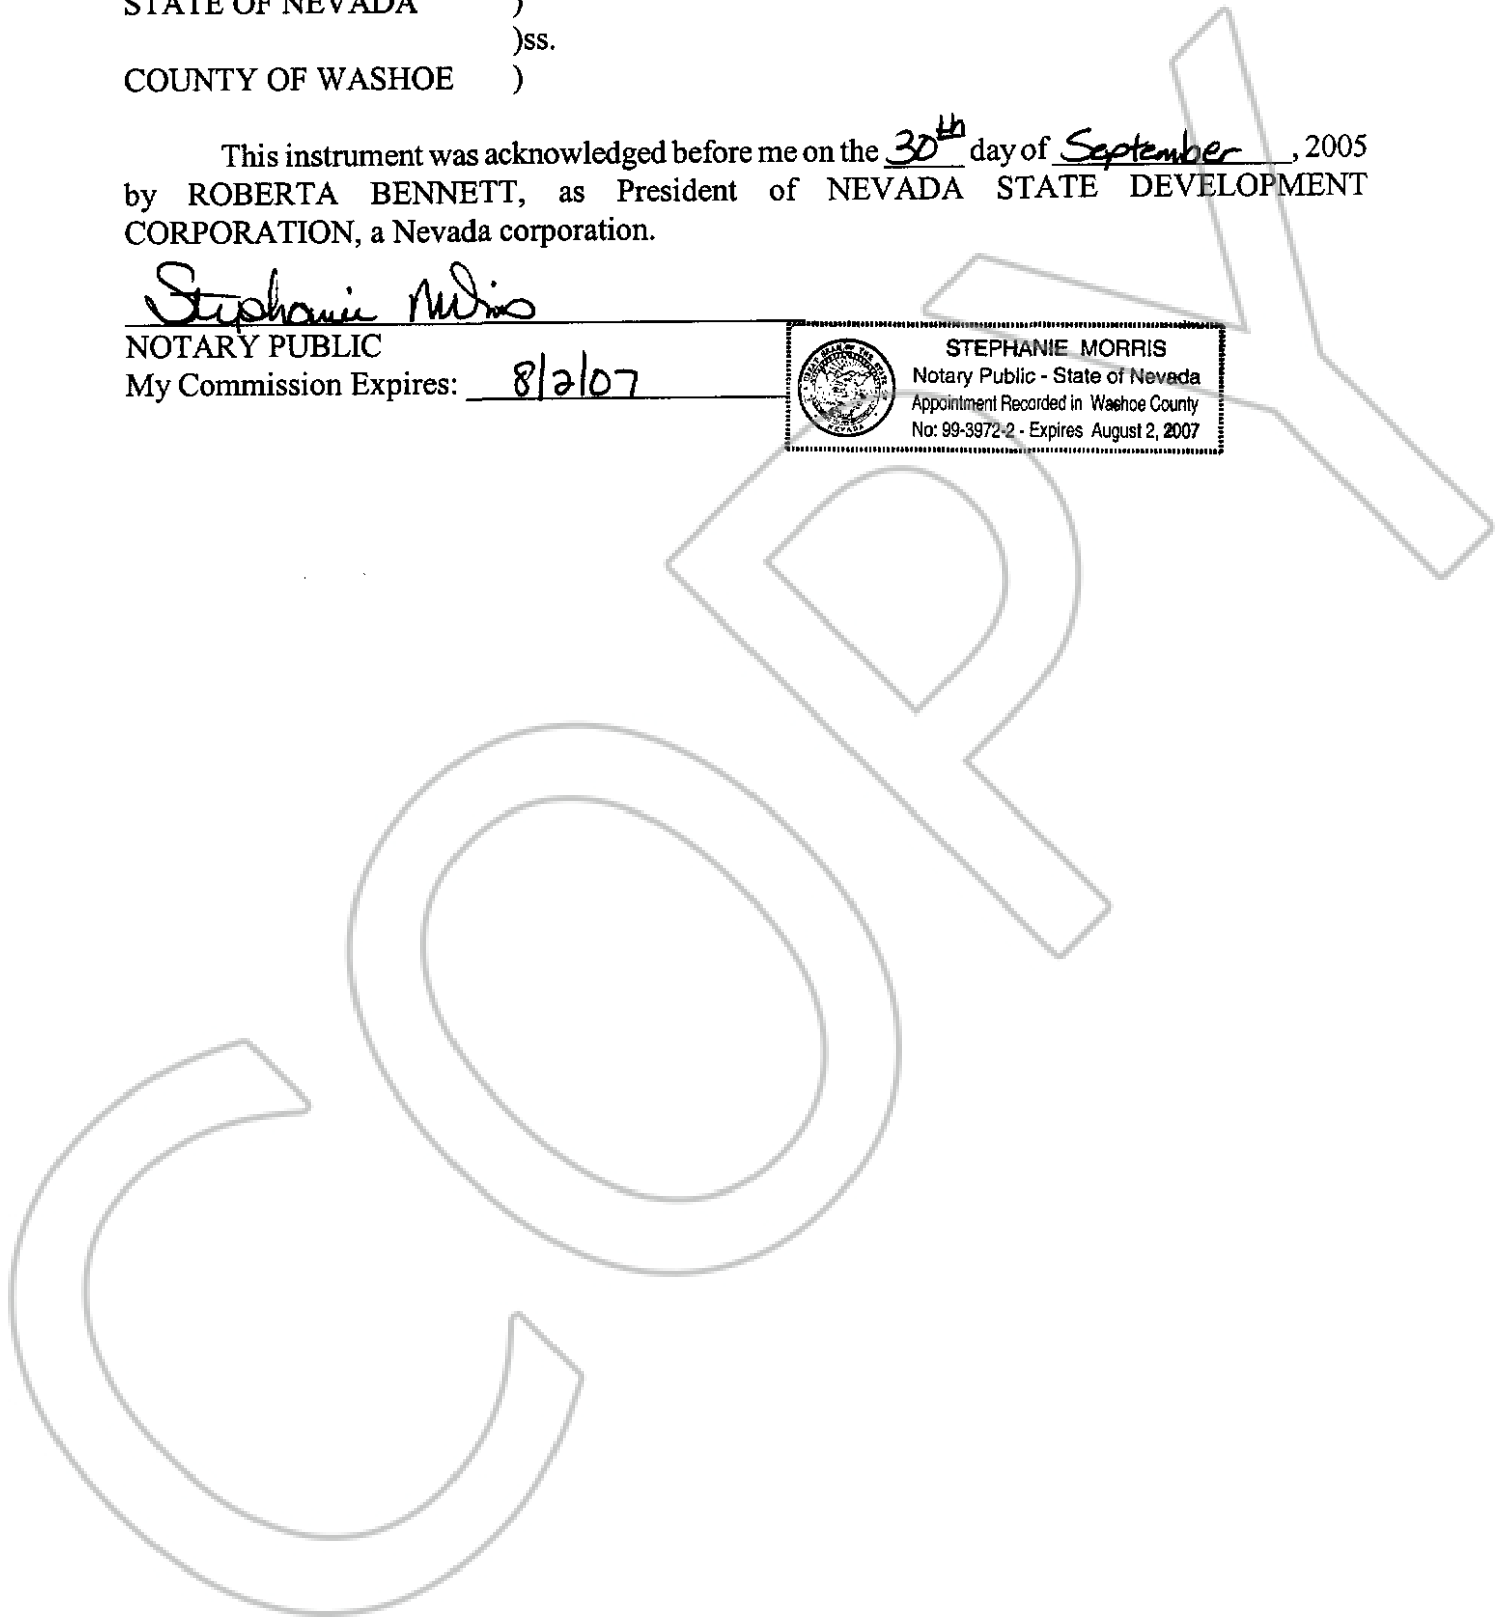 STATE OF NEVADA )
)ss.
COUNTY OF WASHOE )
This instrument was acknowledged before me on the 30th day of September, 2005
by ROBERTA BENNETT, as President of NEVADA STATE DEVELOPMENT
CORPORATION, a Nevada corporation.
Stephanie Morris
NOTARY PUBLIC
My Commission Expires: 8/2/07
STEPHANIE MORRIS
Notary Public - State of Nevada
Appointment Recorded in Washoe County
No: 99-3972-2 - Expires August 2, 2007
COPY